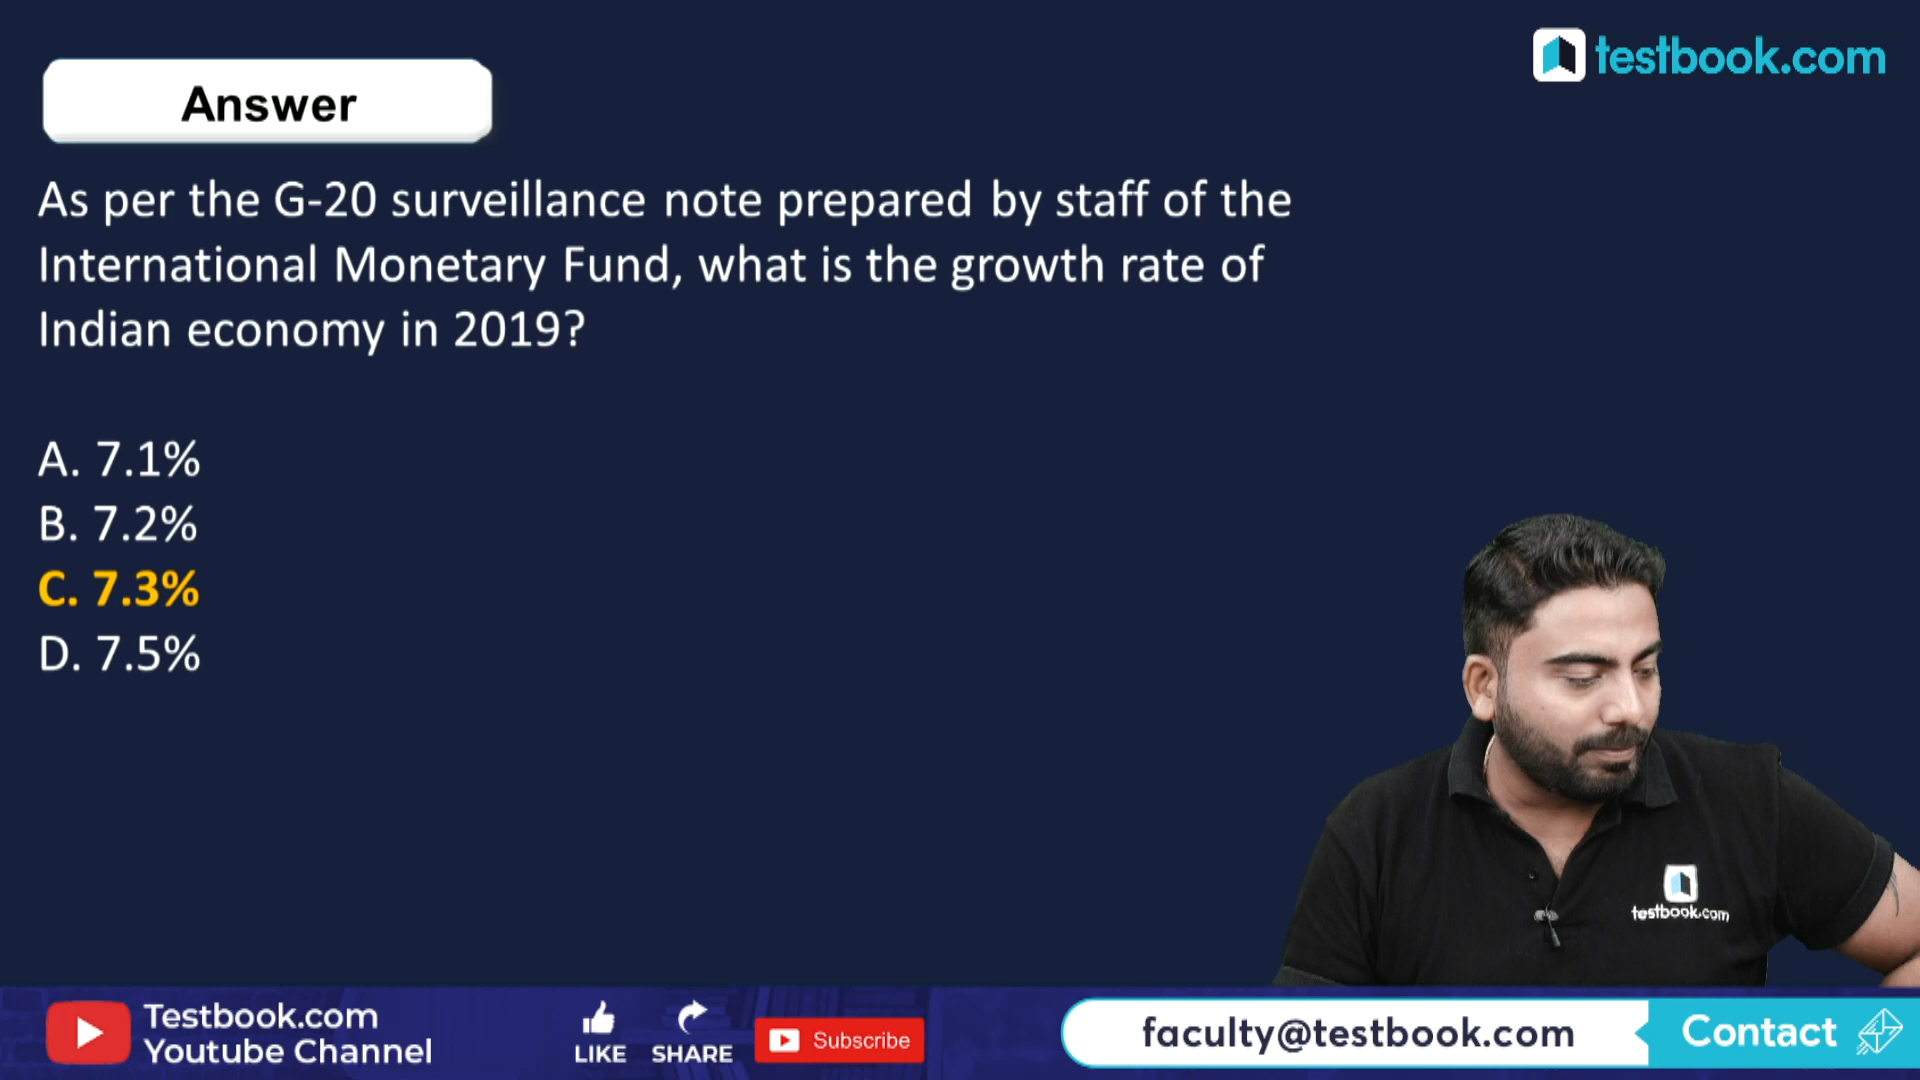 testbook.com
Answer
As per the G-20 surveillance note prepared by staff of the
International Monetary Fund, what is the growth rate of
Indian economy in 2019?
A. 7.1%
B. 7.2%
C. 7.3%
D. 7.5%
testbook.com
Testbook.com
Youtube Channel
LIKE
SHARE
Subscribe
faculty@testbook.com
Contact